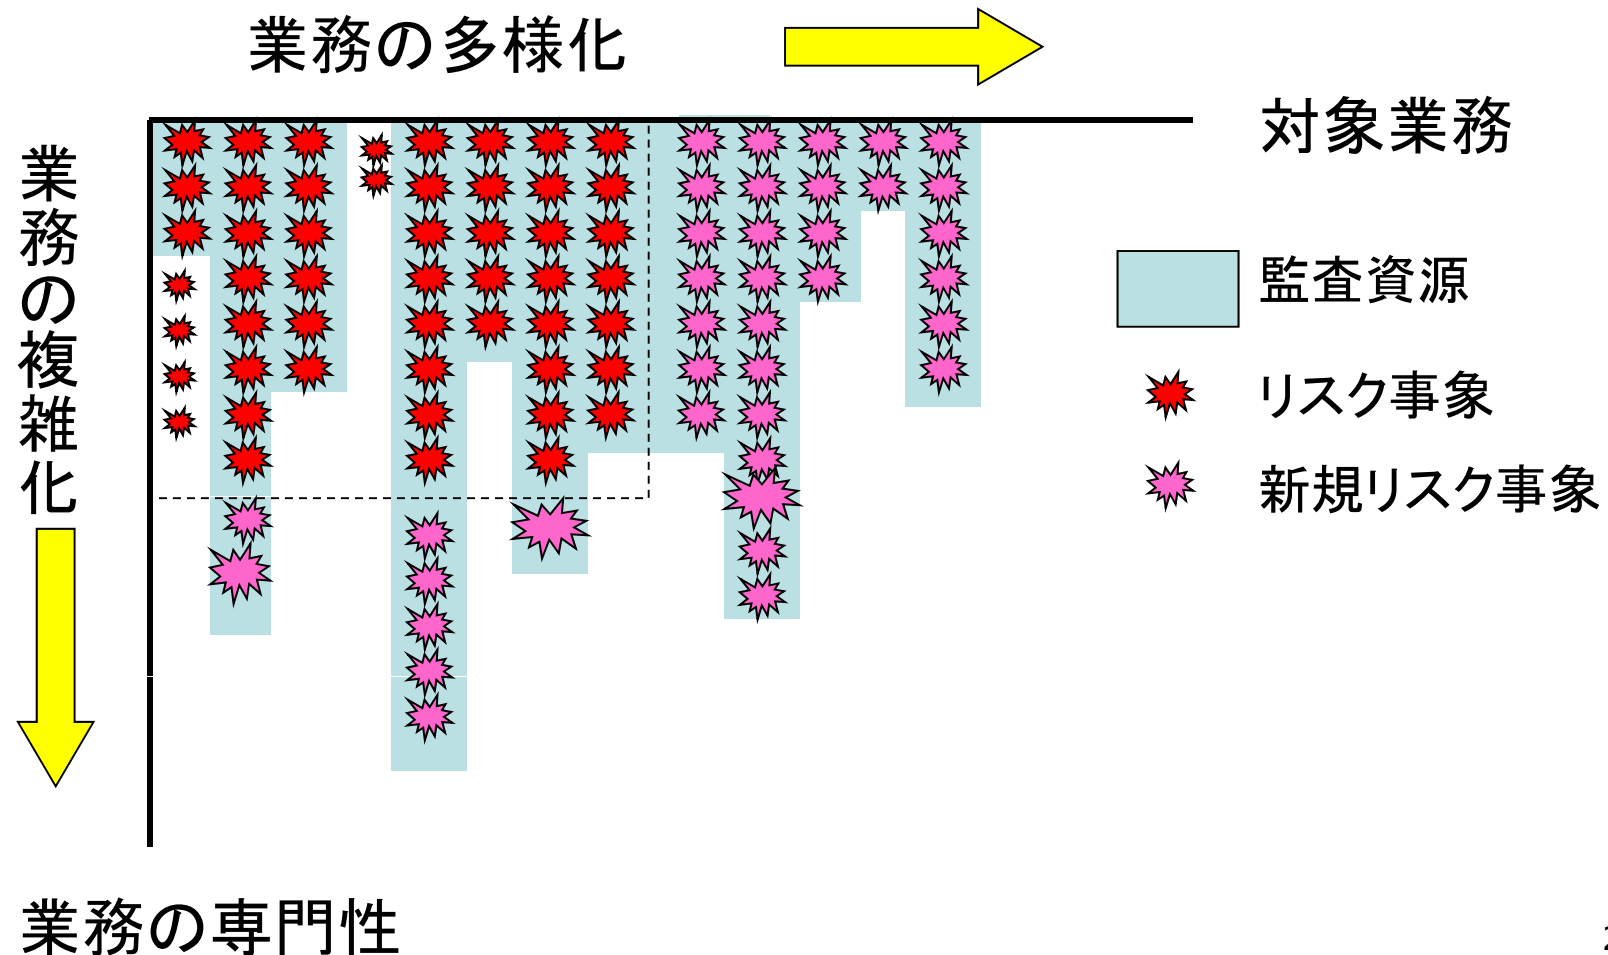 業務の多様化
対象業務
業務の複雑化
監査資源
リスク事象
新規リスク事象
業務の専門性